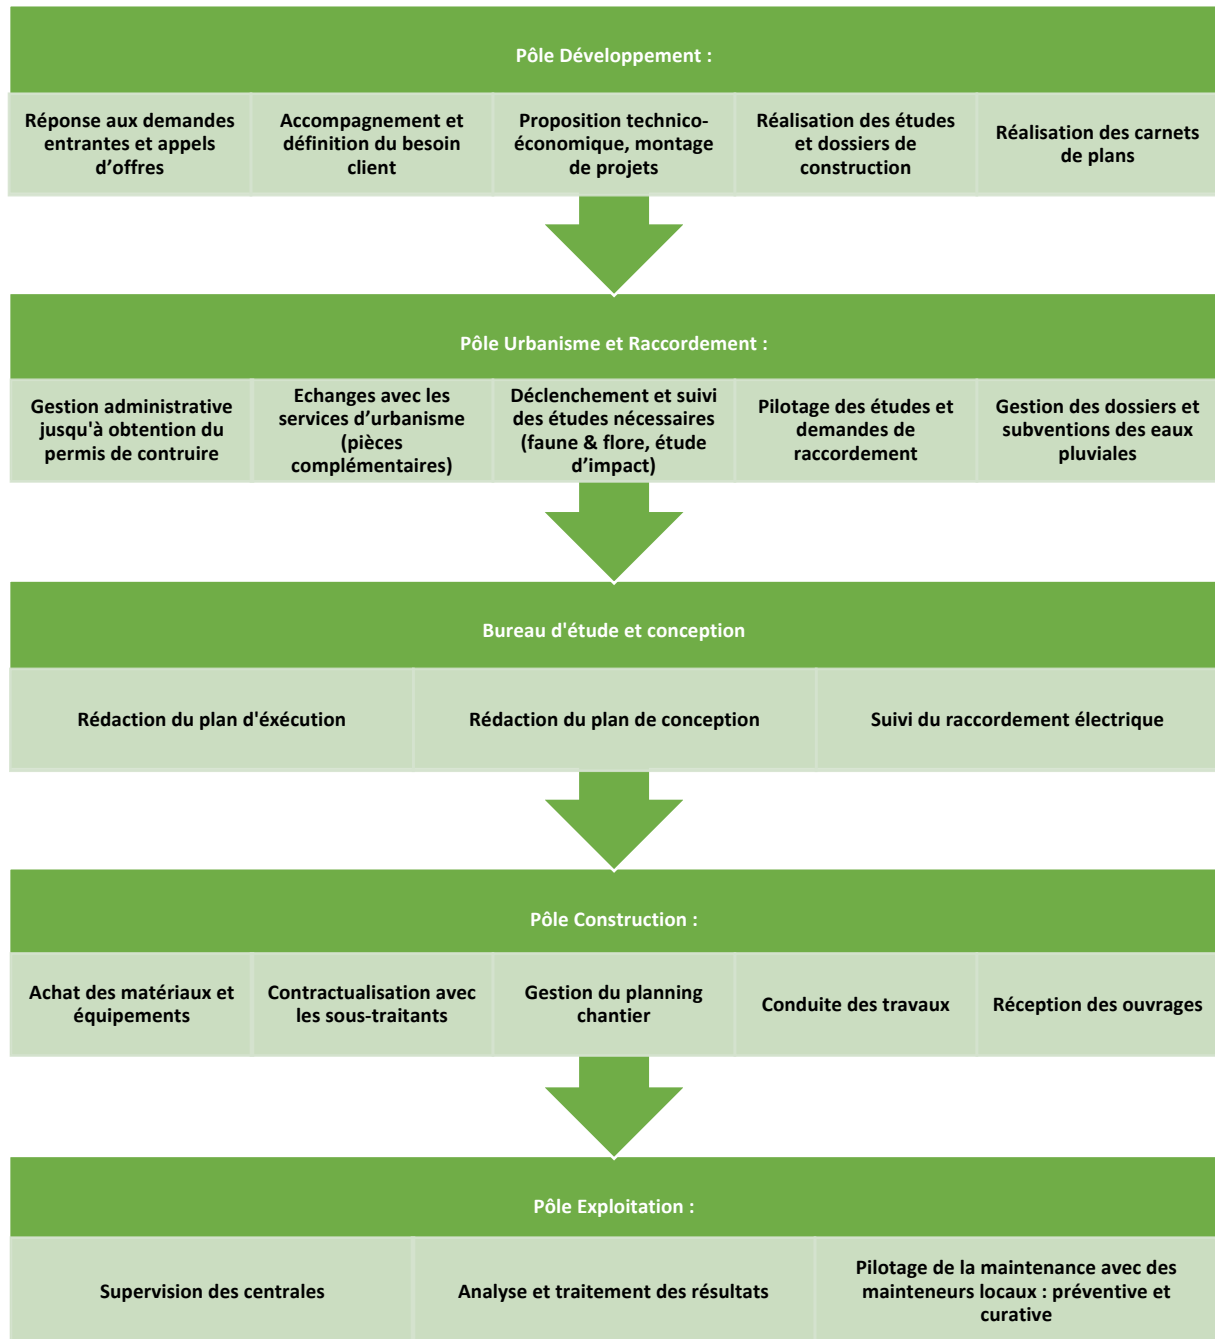 Pôle Développement :
Réponse aux demandes
entrantes et appels
d’offres
Accompagnement et
définition du besoin
client
Proposition technico-
économique, montage
de projets
Réalisation des études
et dossiers de
construction
Réalisation des carnets
de plans
Pôle Urbanisme et Raccordement :
Gestion administrative
jusqu'à obtention du
permis de contruire
Echanges avec les
services d’urbanisme
(pièces
complémentaires)
Déclenchement et suivi
des études nécessaires
(faune & flore, étude
d’impact)
Pilotage des études et
demandes de
raccordement
Gestion des dossiers et
subventions des eaux
pluviales
Bureau d'étude et conception
Rédaction du plan d'éxécution
Rédaction du plan de conception
Suivi du raccordement électrique
Pôle Construction :
Achat des matériaux et
équipements
Contractualisation avec
les sous-traitants
Gestion du planning
chantier
Conduite des travaux
Réception des ouvrages
Pôle Exploitation :
Supervision des centrales
Analyse et traitement des résultats
Pilotage de la maintenance avec des
mainteneurs locaux : préventive et
curative